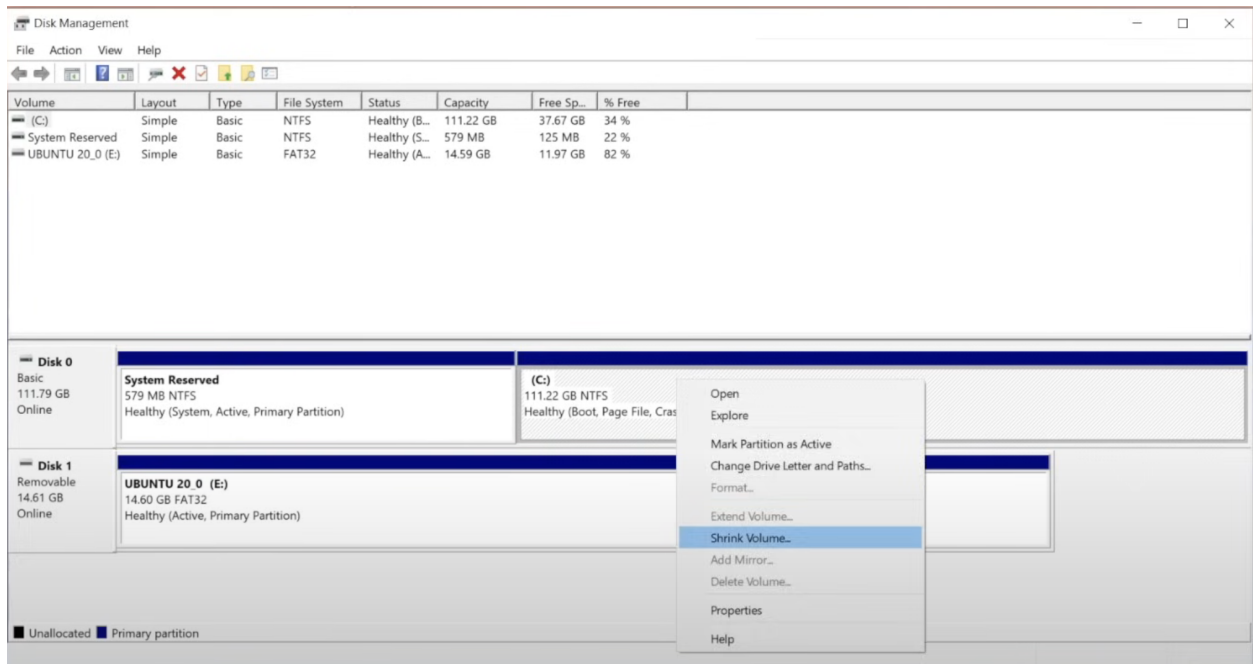 Disk Management
File Action View Help
Volume Layout Type File System Status Capacity Free Sp... % Free
(C:) Simple Basic NTFS Healthy (B... 111.22 GB 37.67 GB 34 %
System Reserved Simple Basic NTFS Healthy (S... 579 MB 125 MB 22 %
UBUNTU 20_0 (E:) Simple Basic FAT32 Healthy (A... 14.59 GB 11.97 GB 82 %
Disk 0
Basic
111.79 GB
Online
System Reserved
579 MB NTFS
Healthy (System, Active, Primary Partition)
(C:)
111.22 GB NTFS
Healthy (Boot, Page File, Cras
Disk 1
Removable
14.61 GB
Online
UBUNTU 20_0 (E:)
14.60 GB FAT32
Healthy (Active, Primary Partition)
Open
Explore
Mark Partition as Active
Change Drive Letter and Paths...
Format...
Extend Volume...
Shrink Volume...
Add Mirror...
Delete Volume...
Properties
Help
Unallocated Primary partition